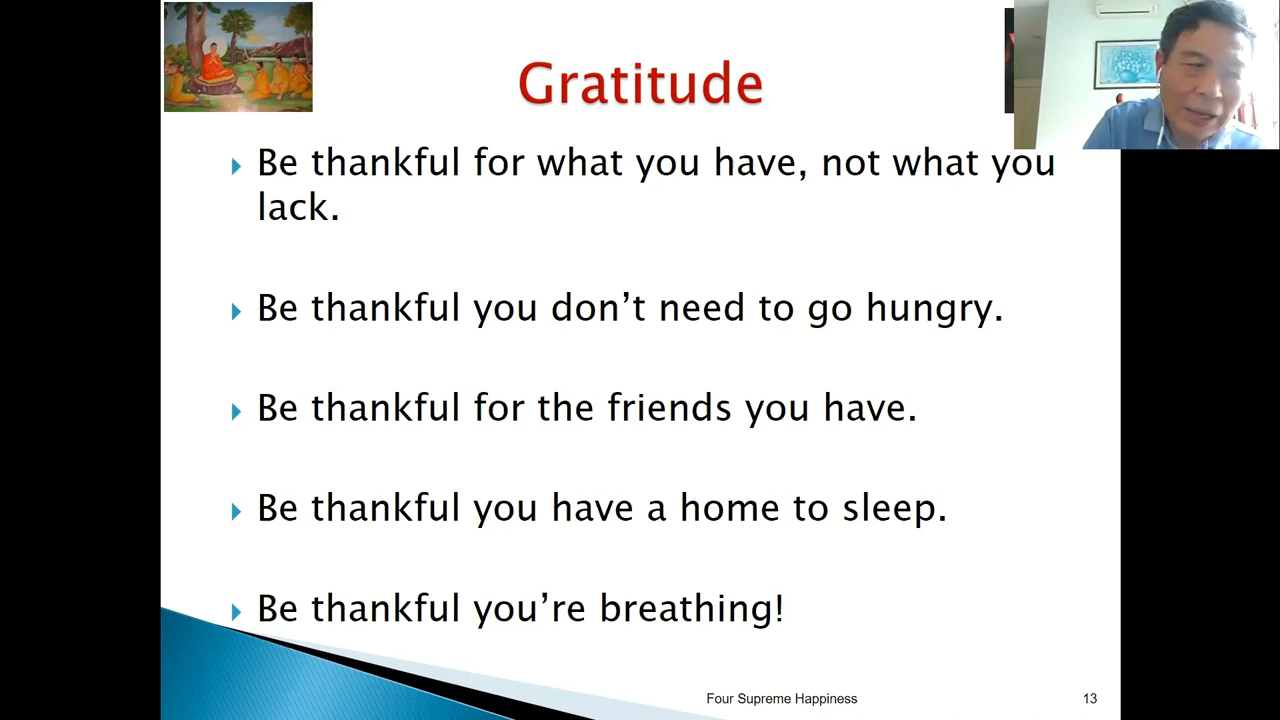 Gratitude
Be thankful for what you have, not what you
lack.
Be thankful you don’t need to go hungry.
Be thankful for the friends you have.
Be thankful you have a home to sleep.
Be thankful you’re breathing!
Four Supreme Happiness
13